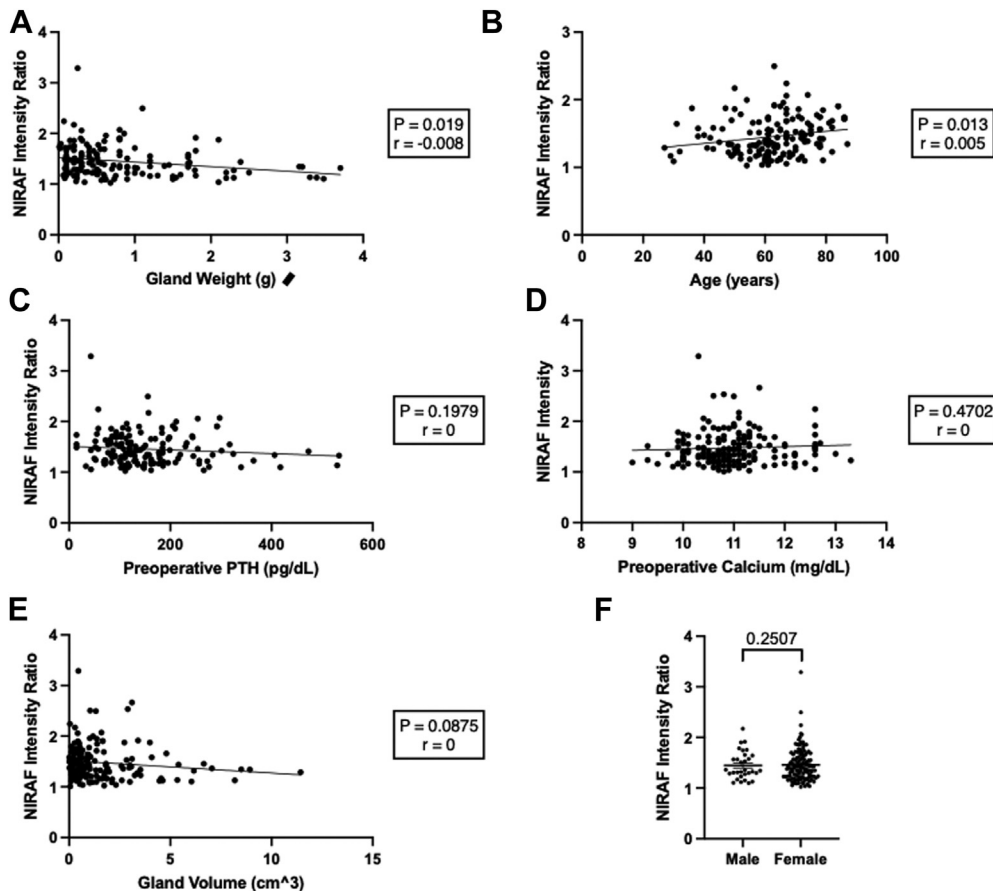 A
NIRAF Intensity Ratio
4
3
2
1
0
0 1 2 3 4
Gland Weight (g)
P = 0.019
r = -0.008
B
NIRAF Intensity Ratio
3
2
1
0
0 20 40 60 80 100
Age (years)
P = 0.013
r = 0.005
C
NIRAF Intensity Ratio
4
3
2
1
0
0 200 400 600
Preoperative PTH (pg/dL)
P = 0.1979
r = 0
D
NIRAF Intensity
4
3
2
1
0
8 9 10 11 12 13 14
Preoperative Calcium (mg/dL)
P = 0.4702
r = 0
E
NIRAF Intensity Ratio
4
3
2
1
0
0 5 10 15
Gland Volume (cm^3)
P = 0.0875
r = 0
F
NIRAF Intensity Ratio
4
3
2
1
0
0.2507
Male Female